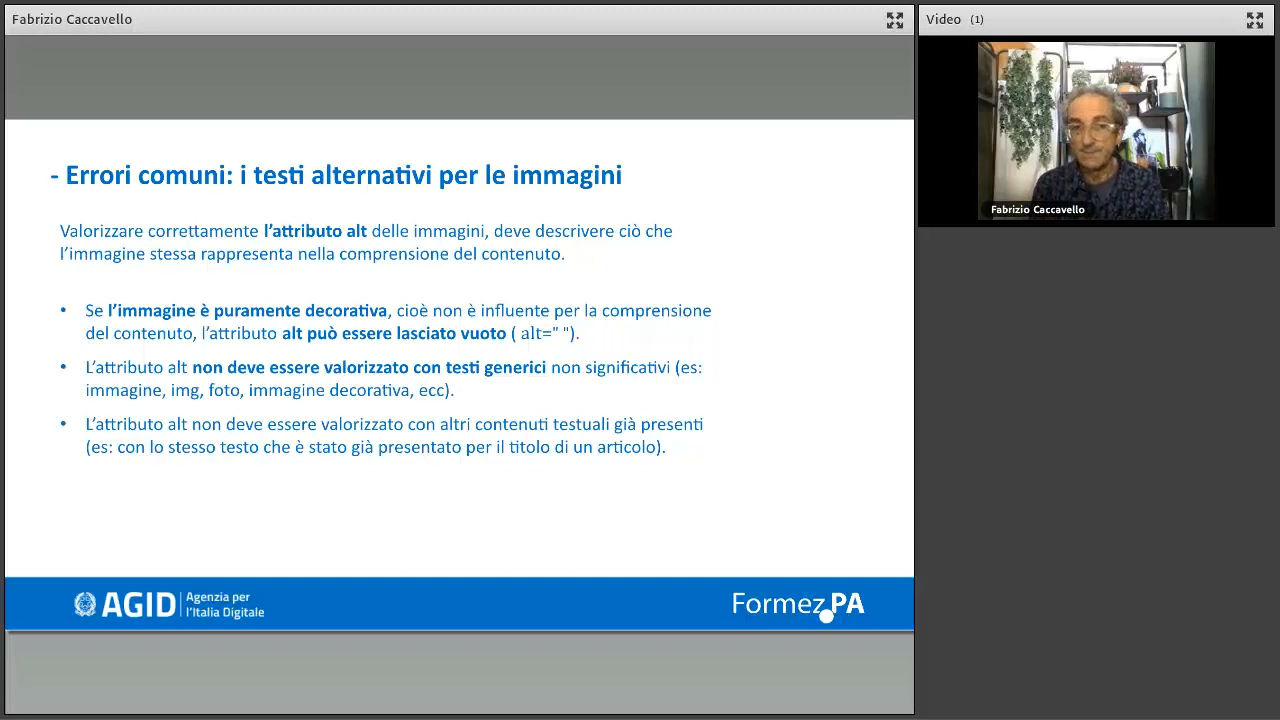 Fabrizio Caccavello
Video (1)
Fabrizio Caccavello
- Errori comuni: i testi alternativi per le immagini
Valorizzare correttamente l’attributo alt delle immagini, deve descrivere ciò che
l’immagine stessa rappresenta nella comprensione del contenuto.
• Se l’immagine è puramente decorativa, cioè non è influente per la comprensione
del contenuto, l’attributo alt può essere lasciato vuoto ( alt=" ").
• L’attributo alt non deve essere valorizzato con testi generici non significativi (es:
immagine, img, foto, immagine decorativa, ecc).
• L’attributo alt non deve essere valorizzato con altri contenuti testuali già presenti
(es: con lo stesso testo che è stato già presentato per il titolo di un articolo).
AGID
Agenzia per
l’Italia Digitale
Formez PA